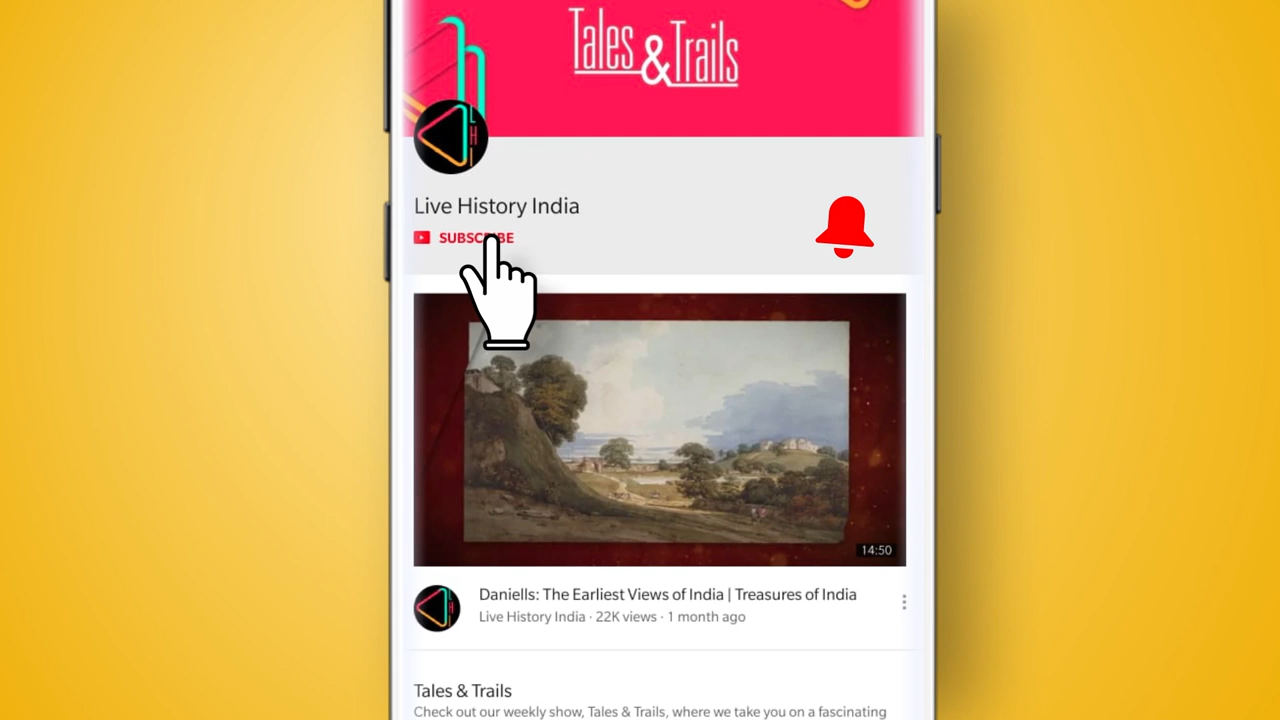 Tales & Trails
LHI
Live History India
SUBSCRIBE
14:50
Daniells: The Earliest Views of India | Treasures of India
LHI
Live History India · 22K views · 1 month ago
Tales & Trails
Check out our weekly show, Tales & Trails, where we take you on a fascinating